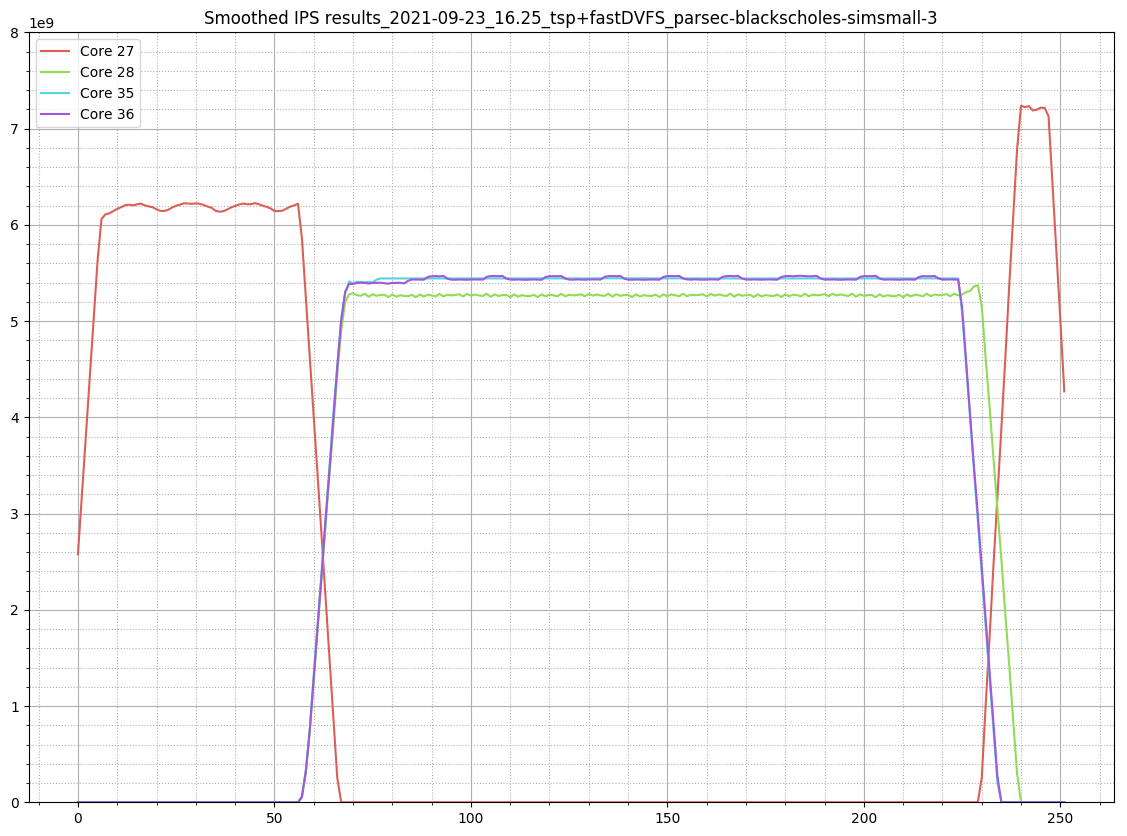 Smoothed IPS results_2021-09-23_16.25_tsp+fastDVFS_parsec-blackscholes-simsmall-3
1e9
Core 27
Core 28
Core 35
Core 36
8
7
6
5
4
3
2
1
0
0 50 100 150 200 250